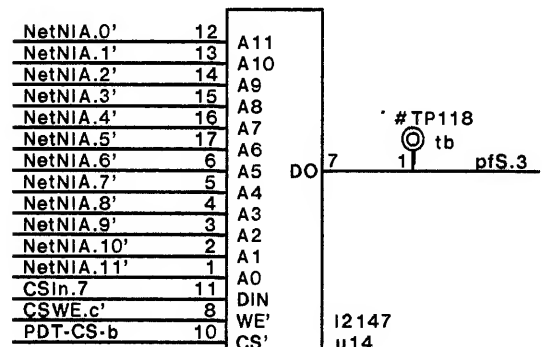 NetNIA.0' 12 A11
NetNIA.1' 13 A10
NetNIA.2' 14 A9
NetNIA.3' 15 A8
NetNIA.4' 16 A7
NetNIA.5' 17 A6
NetNIA.6' 6 A5 DO 7 1 pfS.3
NetNIA.7' 5 A4
NetNIA.8' 4 A3
NetNIA.9' 3 A2
NetNIA.10' 2 A1
NetNIA.11' 1 A0
CSIn.7 11 DIN
CSWE.c' 8 WE' I2147
PDT-CS-b 10 CS' u14
#TP118
tb